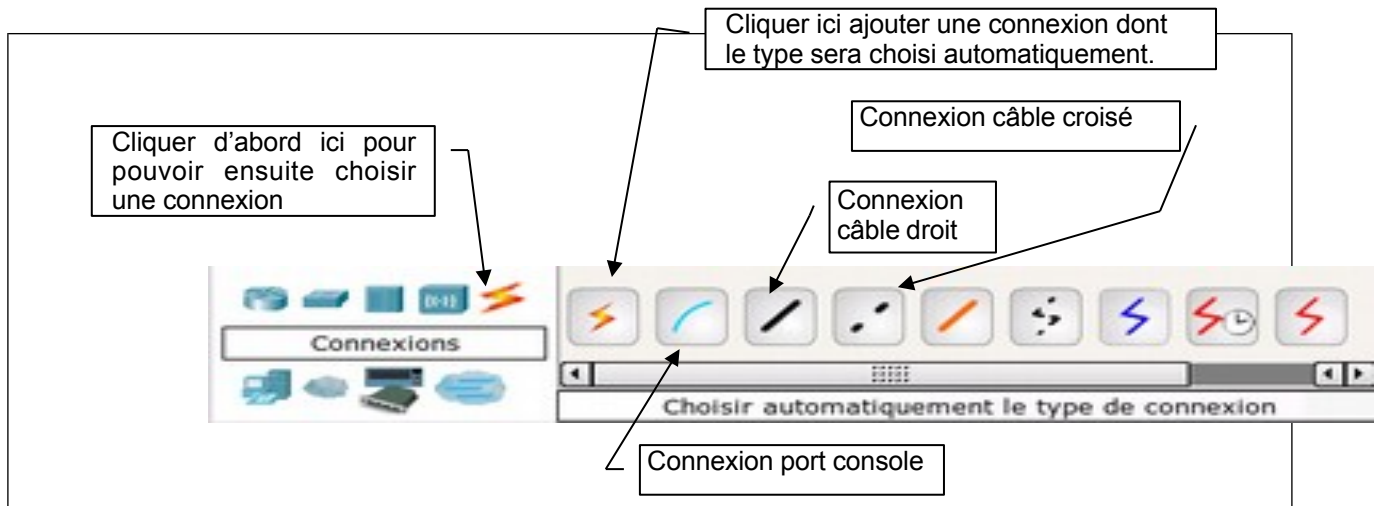 Cliquer ici ajouter une connexion dont
le type sera choisi automatiquement.
Cliquer d’abord ici pour
pouvoir ensuite choisir
une connexion
Connexion câble croisé
Connexion
câble droit
Connexions
Choisir automatiquement le type de connexion
Connexion port console